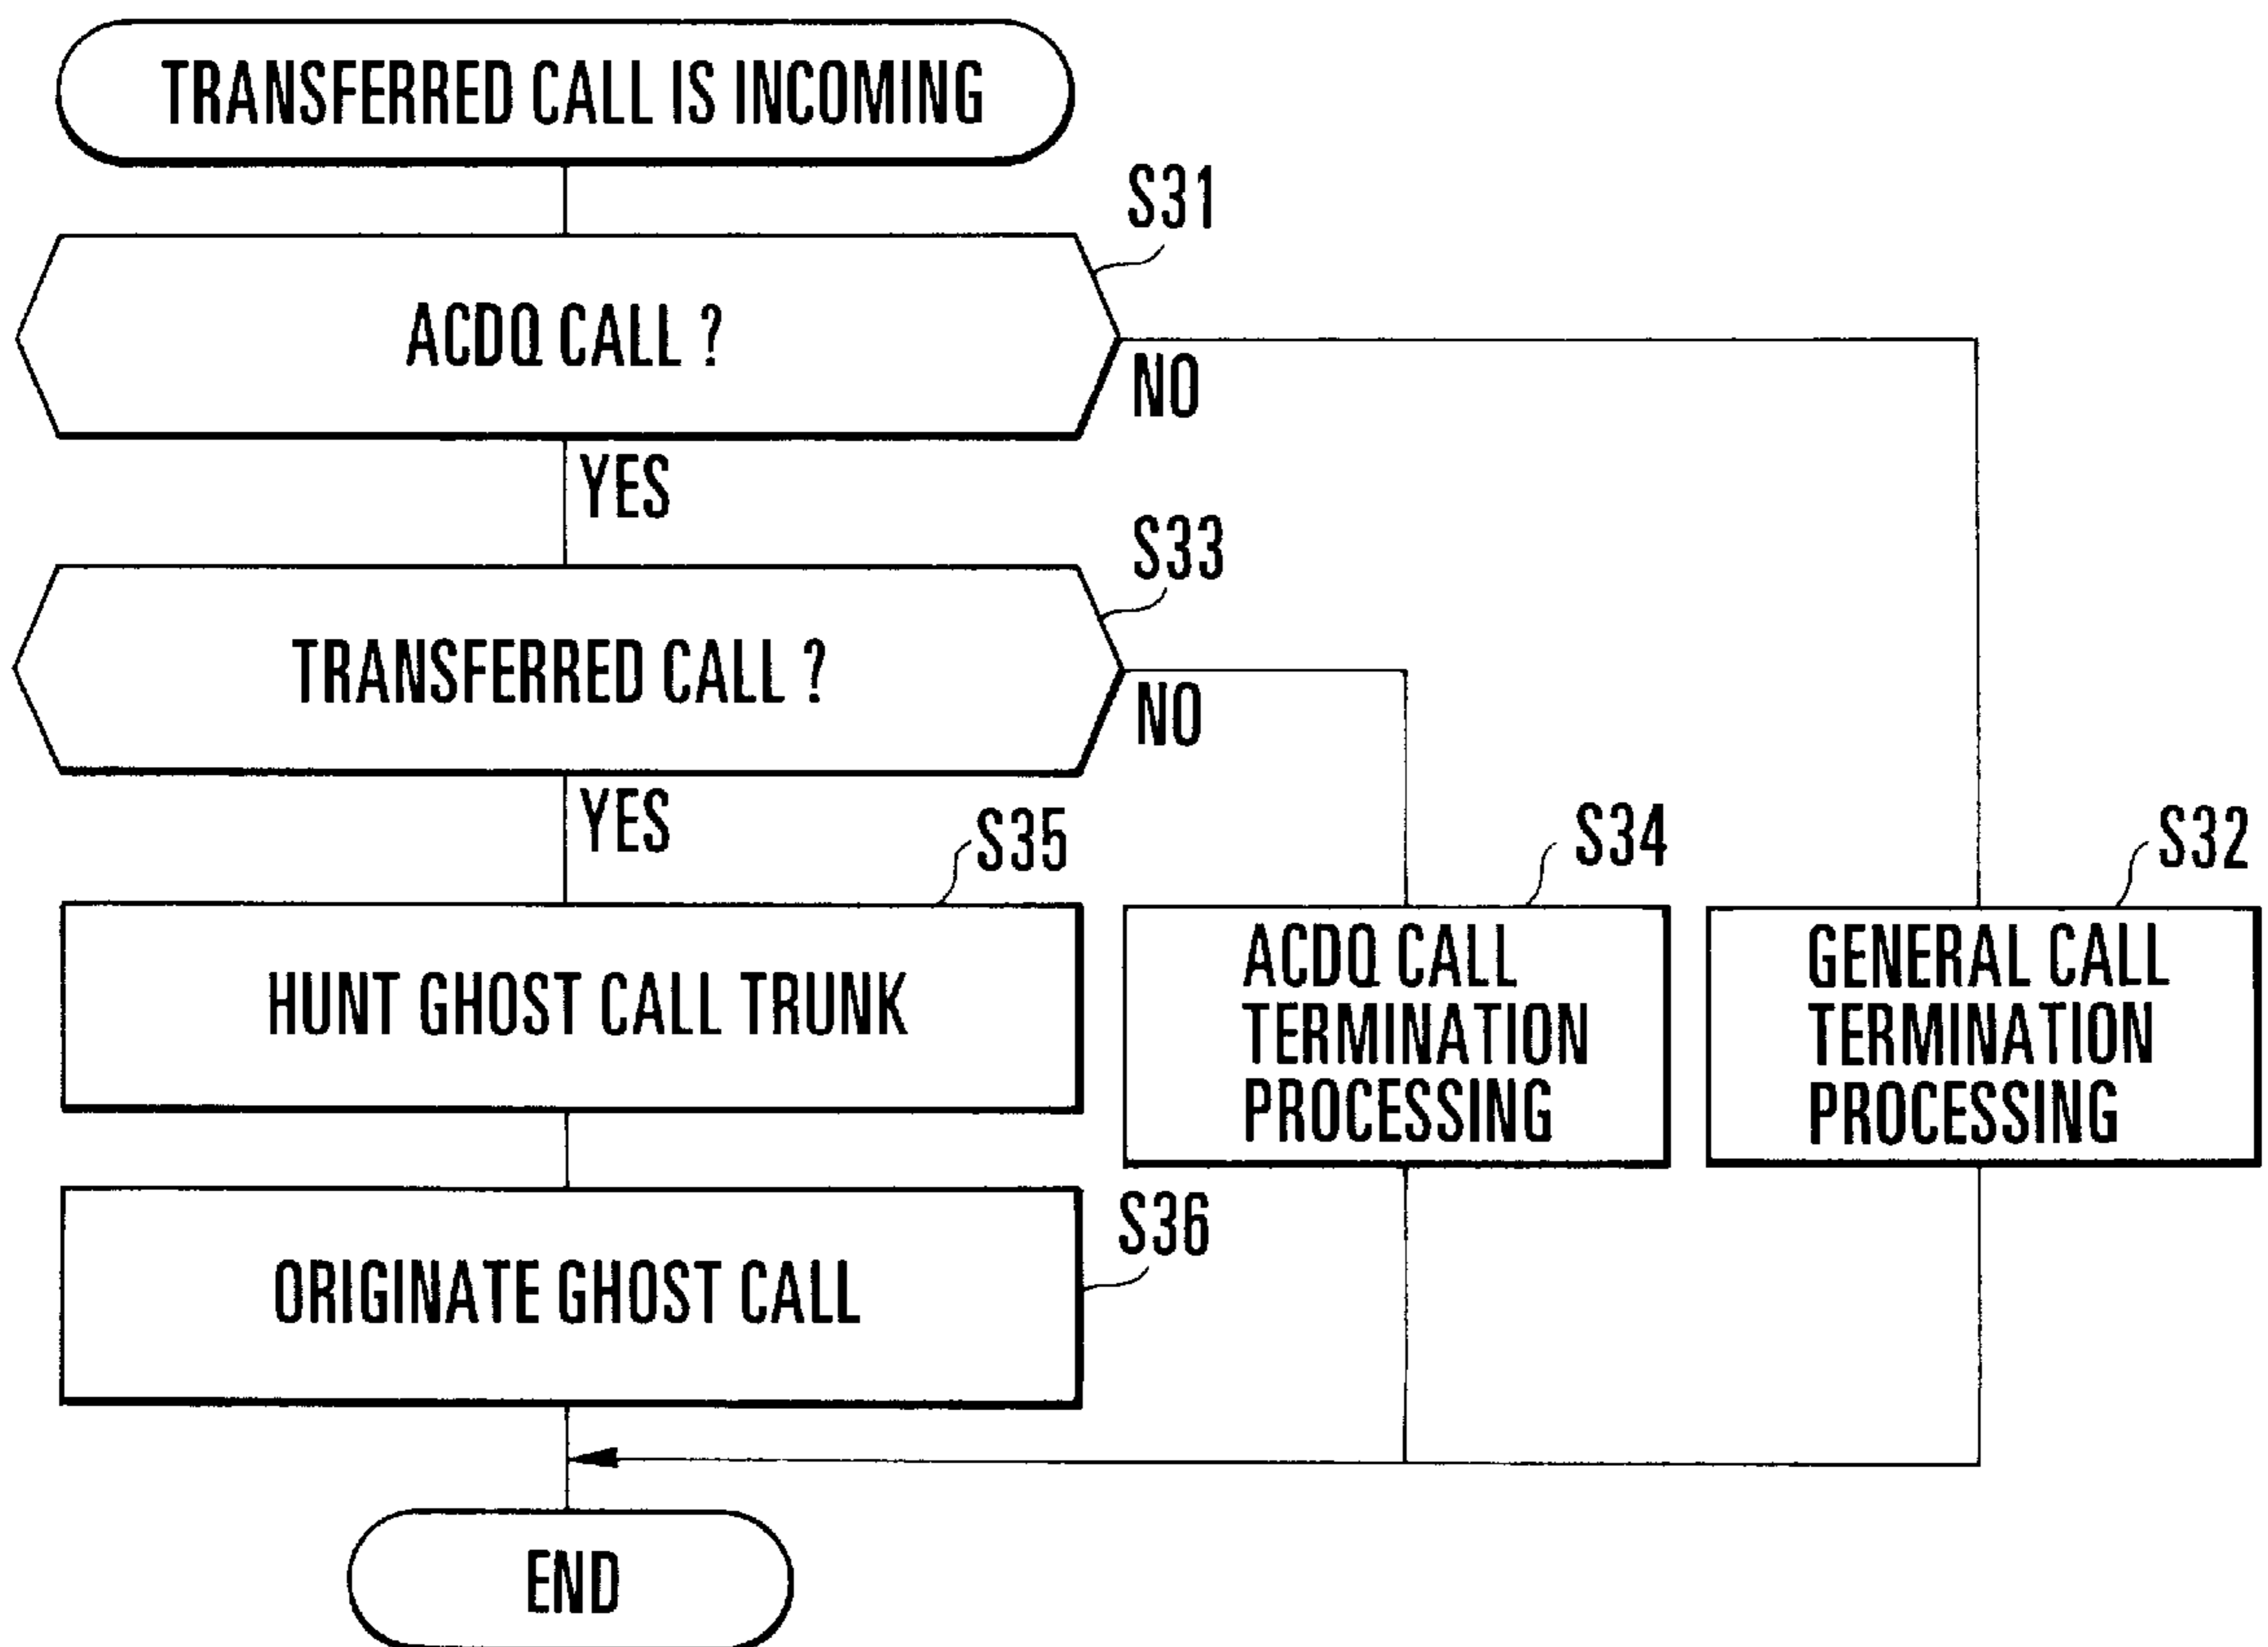 TRANSFERRED CALL IS INCOMING
S31
ACDQ CALL ?
NO
YES
S33
TRANSFERRED CALL ?
NO
YES
S35
HUNT GHOST CALL TRUNK
S34
ACDQ CALL
TERMINATION
PROCESSING
S32
GENERAL CALL
TERMINATION
PROCESSING
S36
ORIGINATE GHOST CALL
END